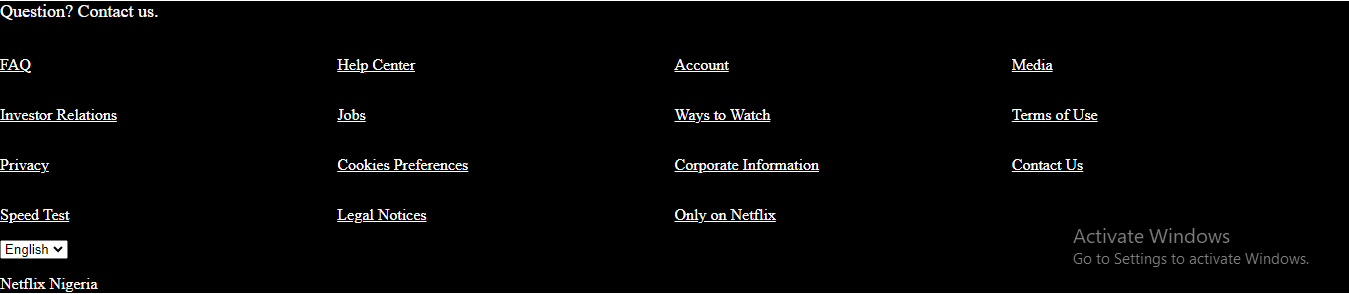 Question? Contact us.
FAQ Help Center Account Media
Investor Relations Jobs Ways to Watch Terms of Use
Privacy Cookies Preferences Corporate Information Contact Us
Speed Test Legal Notices Only on Netflix
English
Activate Windows
Go to Settings to activate Windows.
Netflix Nigeria